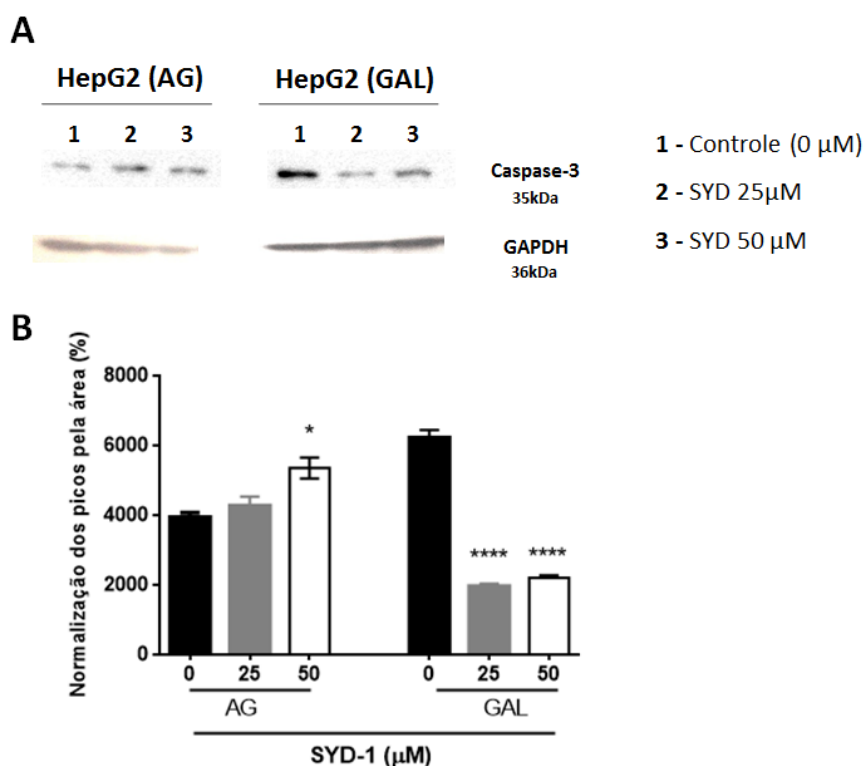 A
HepG2 (AG) HepG2 (GAL)
1 2 3 1 2 3
Caspase-3
35kDa
GAPDH
36kDa
1 - Controle (0 μM)
2 - SYD 25μM
3 - SYD 50 μM
B
Normalização dos picos pela área (%)
8000
6000
4000
2000
0
*
**** ****
0 25 50 0 25 50
AG GAL
SYD-1 (μM)